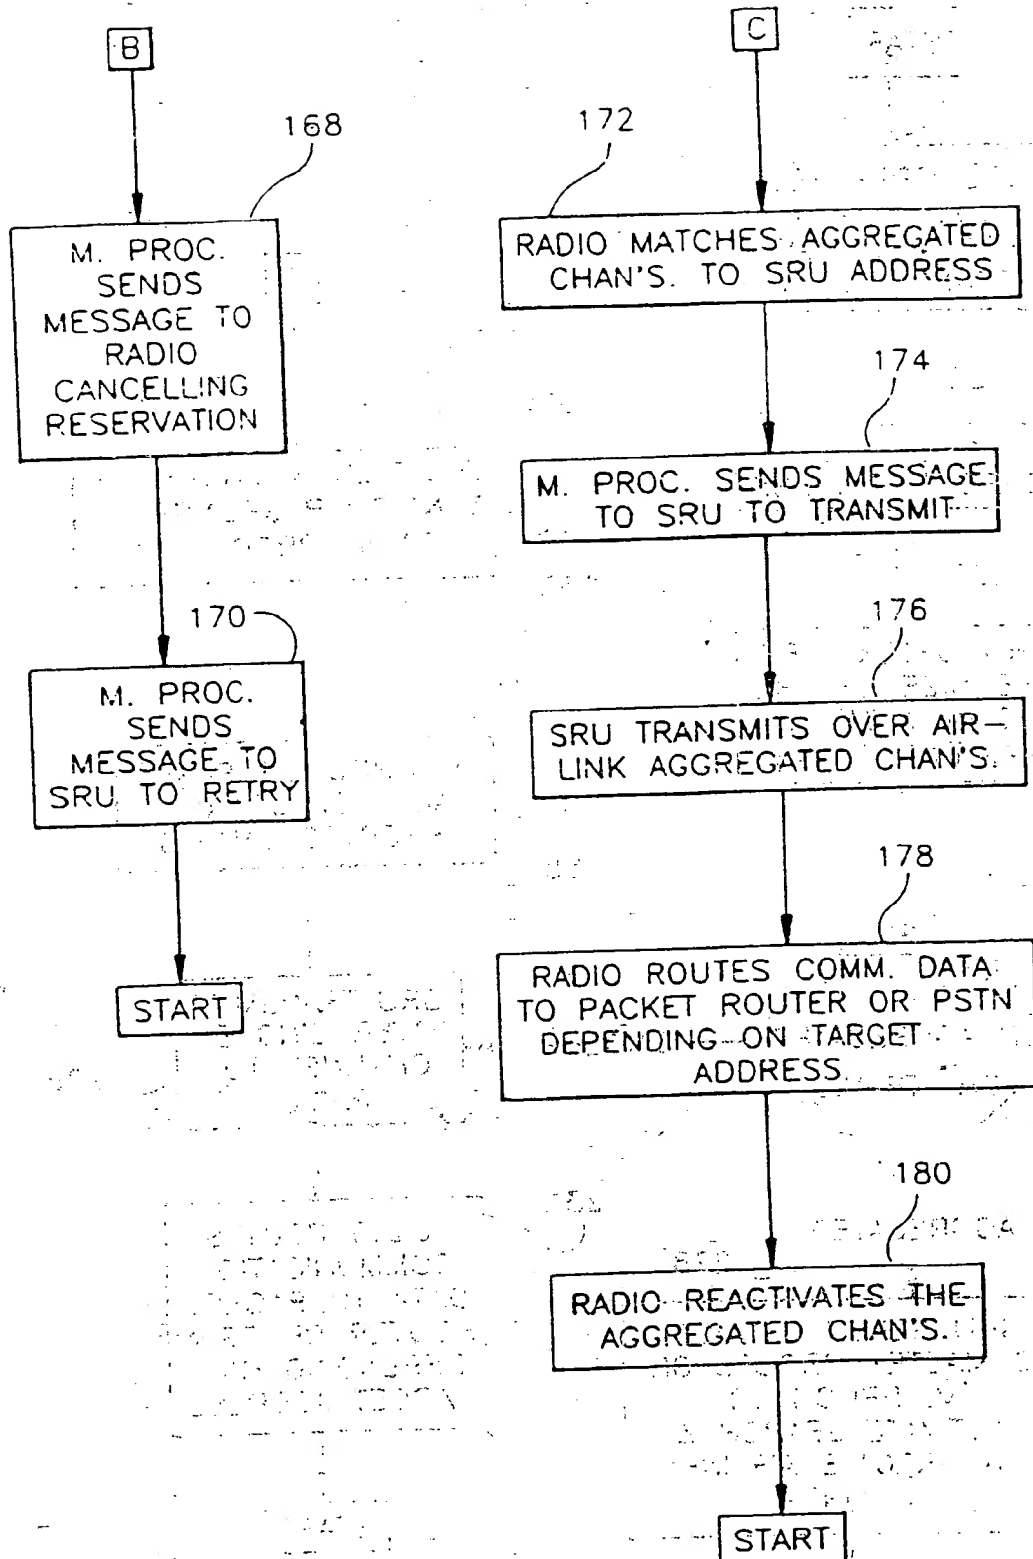 B
168
M. PROC.
SENDS
MESSAGE TO
RADIO
CANCELLING
RESERVATION
170
M. PROC.
SENDS
MESSAGE TO
SRU TO RETRY
START
C
172
RADIO MATCHES AGGREGATED
CHAN'S. TO SRU ADDRESS
174
M. PROC. SENDS MESSAGE
TO SRU TO TRANSMIT
176
SRU TRANSMITS OVER AIR-
LINK AGGREGATED CHAN'S.
178
RADIO ROUTES COMM. DATA
TO PACKET ROUTER OR PSTN
DEPENDING ON TARGET
ADDRESS
180
RADIO REACTIVATES THE
AGGREGATED CHAN'S.
START